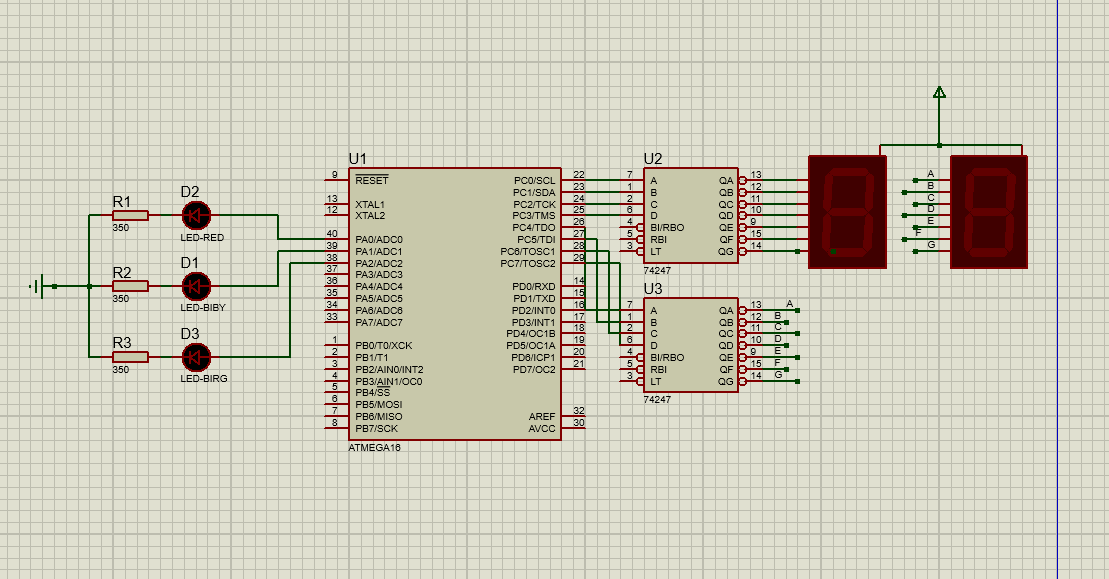 U1
U2
U3
R1
350
R2
350
R3
350
D2
LED-RED
D1
LED-BIBY
D3
LED-BIRG
9 RESET
13 XTAL1
12 XTAL2
40 PA0/ADC0
39 PA1/ADC1
38 PA2/ADC2
37 PA3/ADC3
36 PA4/ADC4
35 PA5/ADC5
34 PA6/ADC6
33 PA7/ADC7
1 PB0/T0/XCK
2 PB1/T1
3 PB2/AIN0/INT2
4 PB3/AIN1/OC0
5 PB4/SS
6 PB5/MOSI
7 PB6/MISO
8 PB7/SCK
PC0/SCL 22
PC1/SDA 23
PC2/TCK 24
PC3/TMS 25
PC4/TDO 26
PC5/TDI 27
PC6/TOSC1 28
PC7/TOSC2 29
PD0/RXD 14
PD1/TXD 15
PD2/INT0 16
PD3/INT1 17
PD4/OC1B 18
PD5/OC1A 19
PD6/ICP1 20
PD7/OC2 21
AREF 32
AVCC 30
ATMEGA16
7 A QA 13
1 B QB 12
2 C QC 11
6 D QD 10
4 BI/RBO QE 9
5 RBI QF 15
3 LT QG 14
74247
7 A QA 13 A
1 B QB 12 B
2 C QC 11 C
6 D QD 10 D
4 BI/RBO QE 9 E
5 RBI QF 15 F
3 LT QG 14 G
74247
A
B
C
D
E
F
G